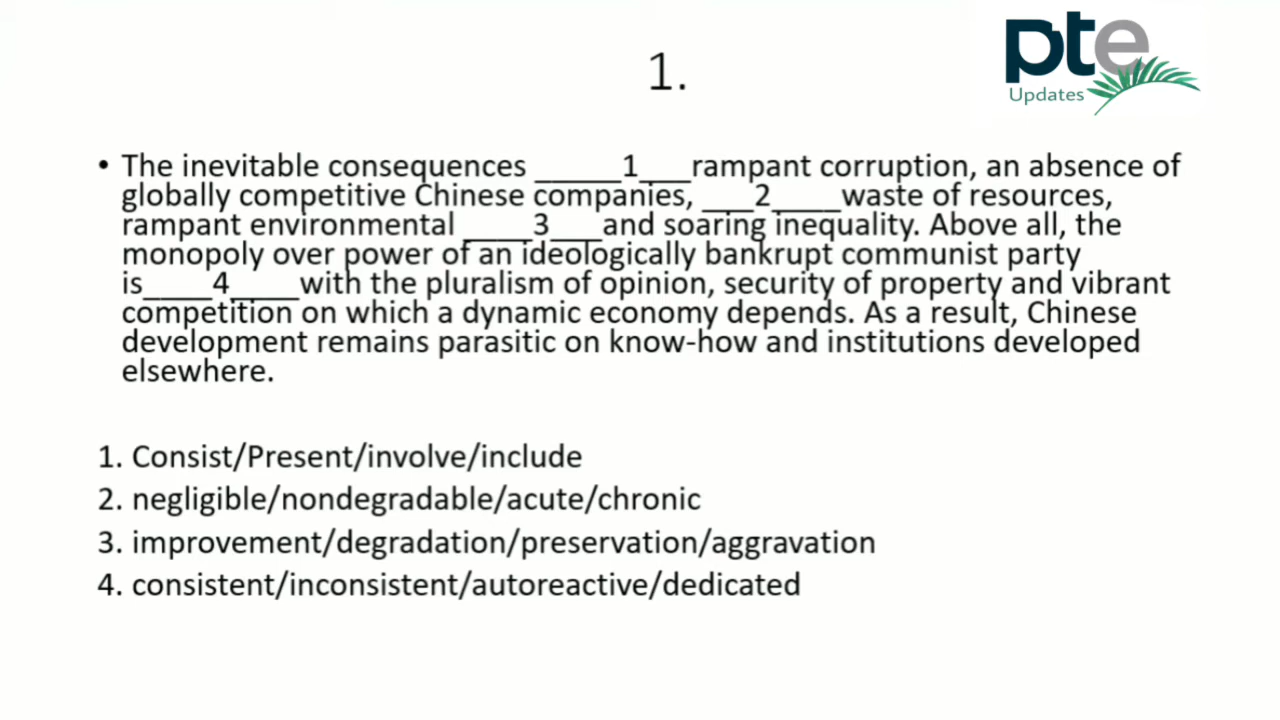 pte
Updates
1.
• The inevitable consequences _____1___rampant corruption, an absence of
globally competitive Chinese companies, ___2____waste of resources,
rampant environmental ____3___and soaring inequality. Above all, the
monopoly over power of an ideologically bankrupt communist party
is____4____with the pluralism of opinion, security of property and vibrant
competition on which a dynamic economy depends. As a result, Chinese
development remains parasitic on know-how and institutions developed
elsewhere.
1. Consist/Present/involve/include
2. negligible/nondegradable/acute/chronic
3. improvement/degradation/preservation/aggravation
4. consistent/inconsistent/autoreactive/dedicated